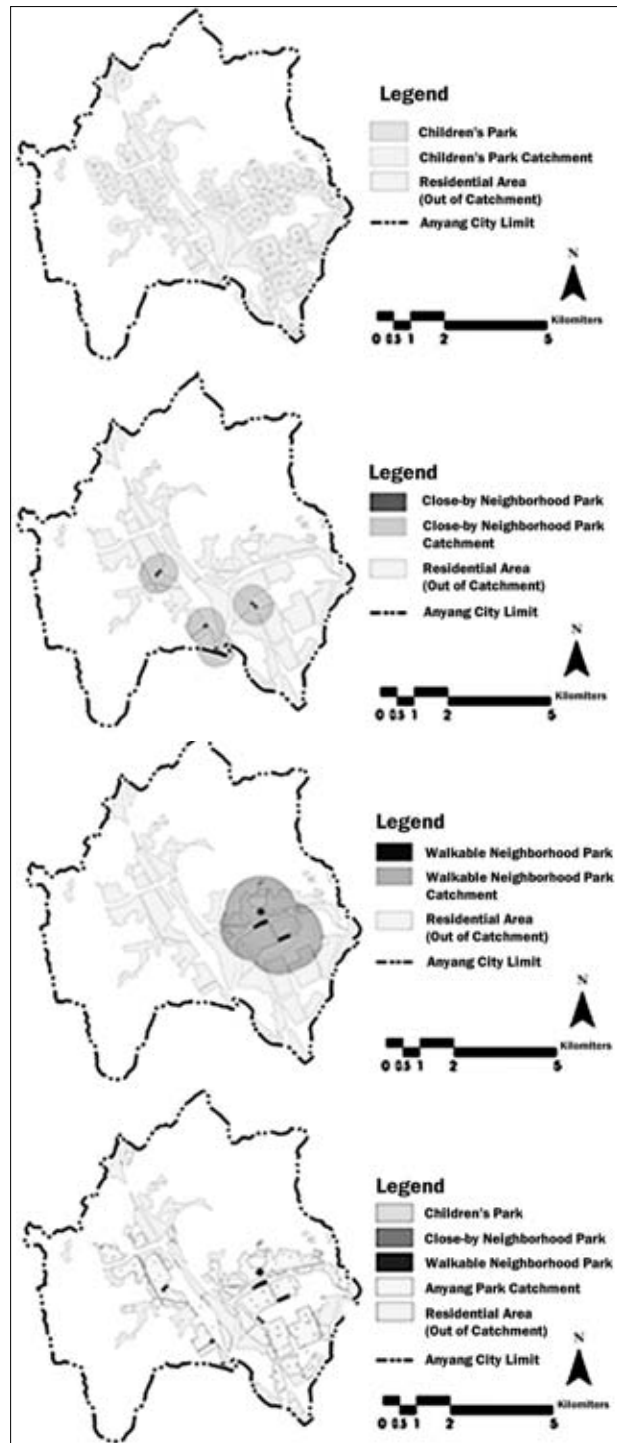 Legend
Children's Park
Children's Park Catchment
Residential Area
(Out of Catchment)
Anyang City Limit
N
Kilomiters
0 0.5 1 2 5
Legend
Close-by Neighborhood Park
Close-by Neighborhood Park
Catchment
Residential Area
(Out of Catchment)
Anyang City Limit
N
Kilomiters
0 0.5 1 2 5
Legend
Walkable Neighborhood Park
Walkable Neighborhood Park
Catchment
Residential Area
(Out of Catchment)
Anyang City Limit
N
Kilomiters
0 0.5 1 2 5
Legend
Children's Park
Close-by Neighborhood Park
Walkable Neighborhood Park
Anyang Park Catchment
Residential Area
(Out of Catchment)
Anyang City Limit
N
Kilomiters
0 0.5 1 2 5